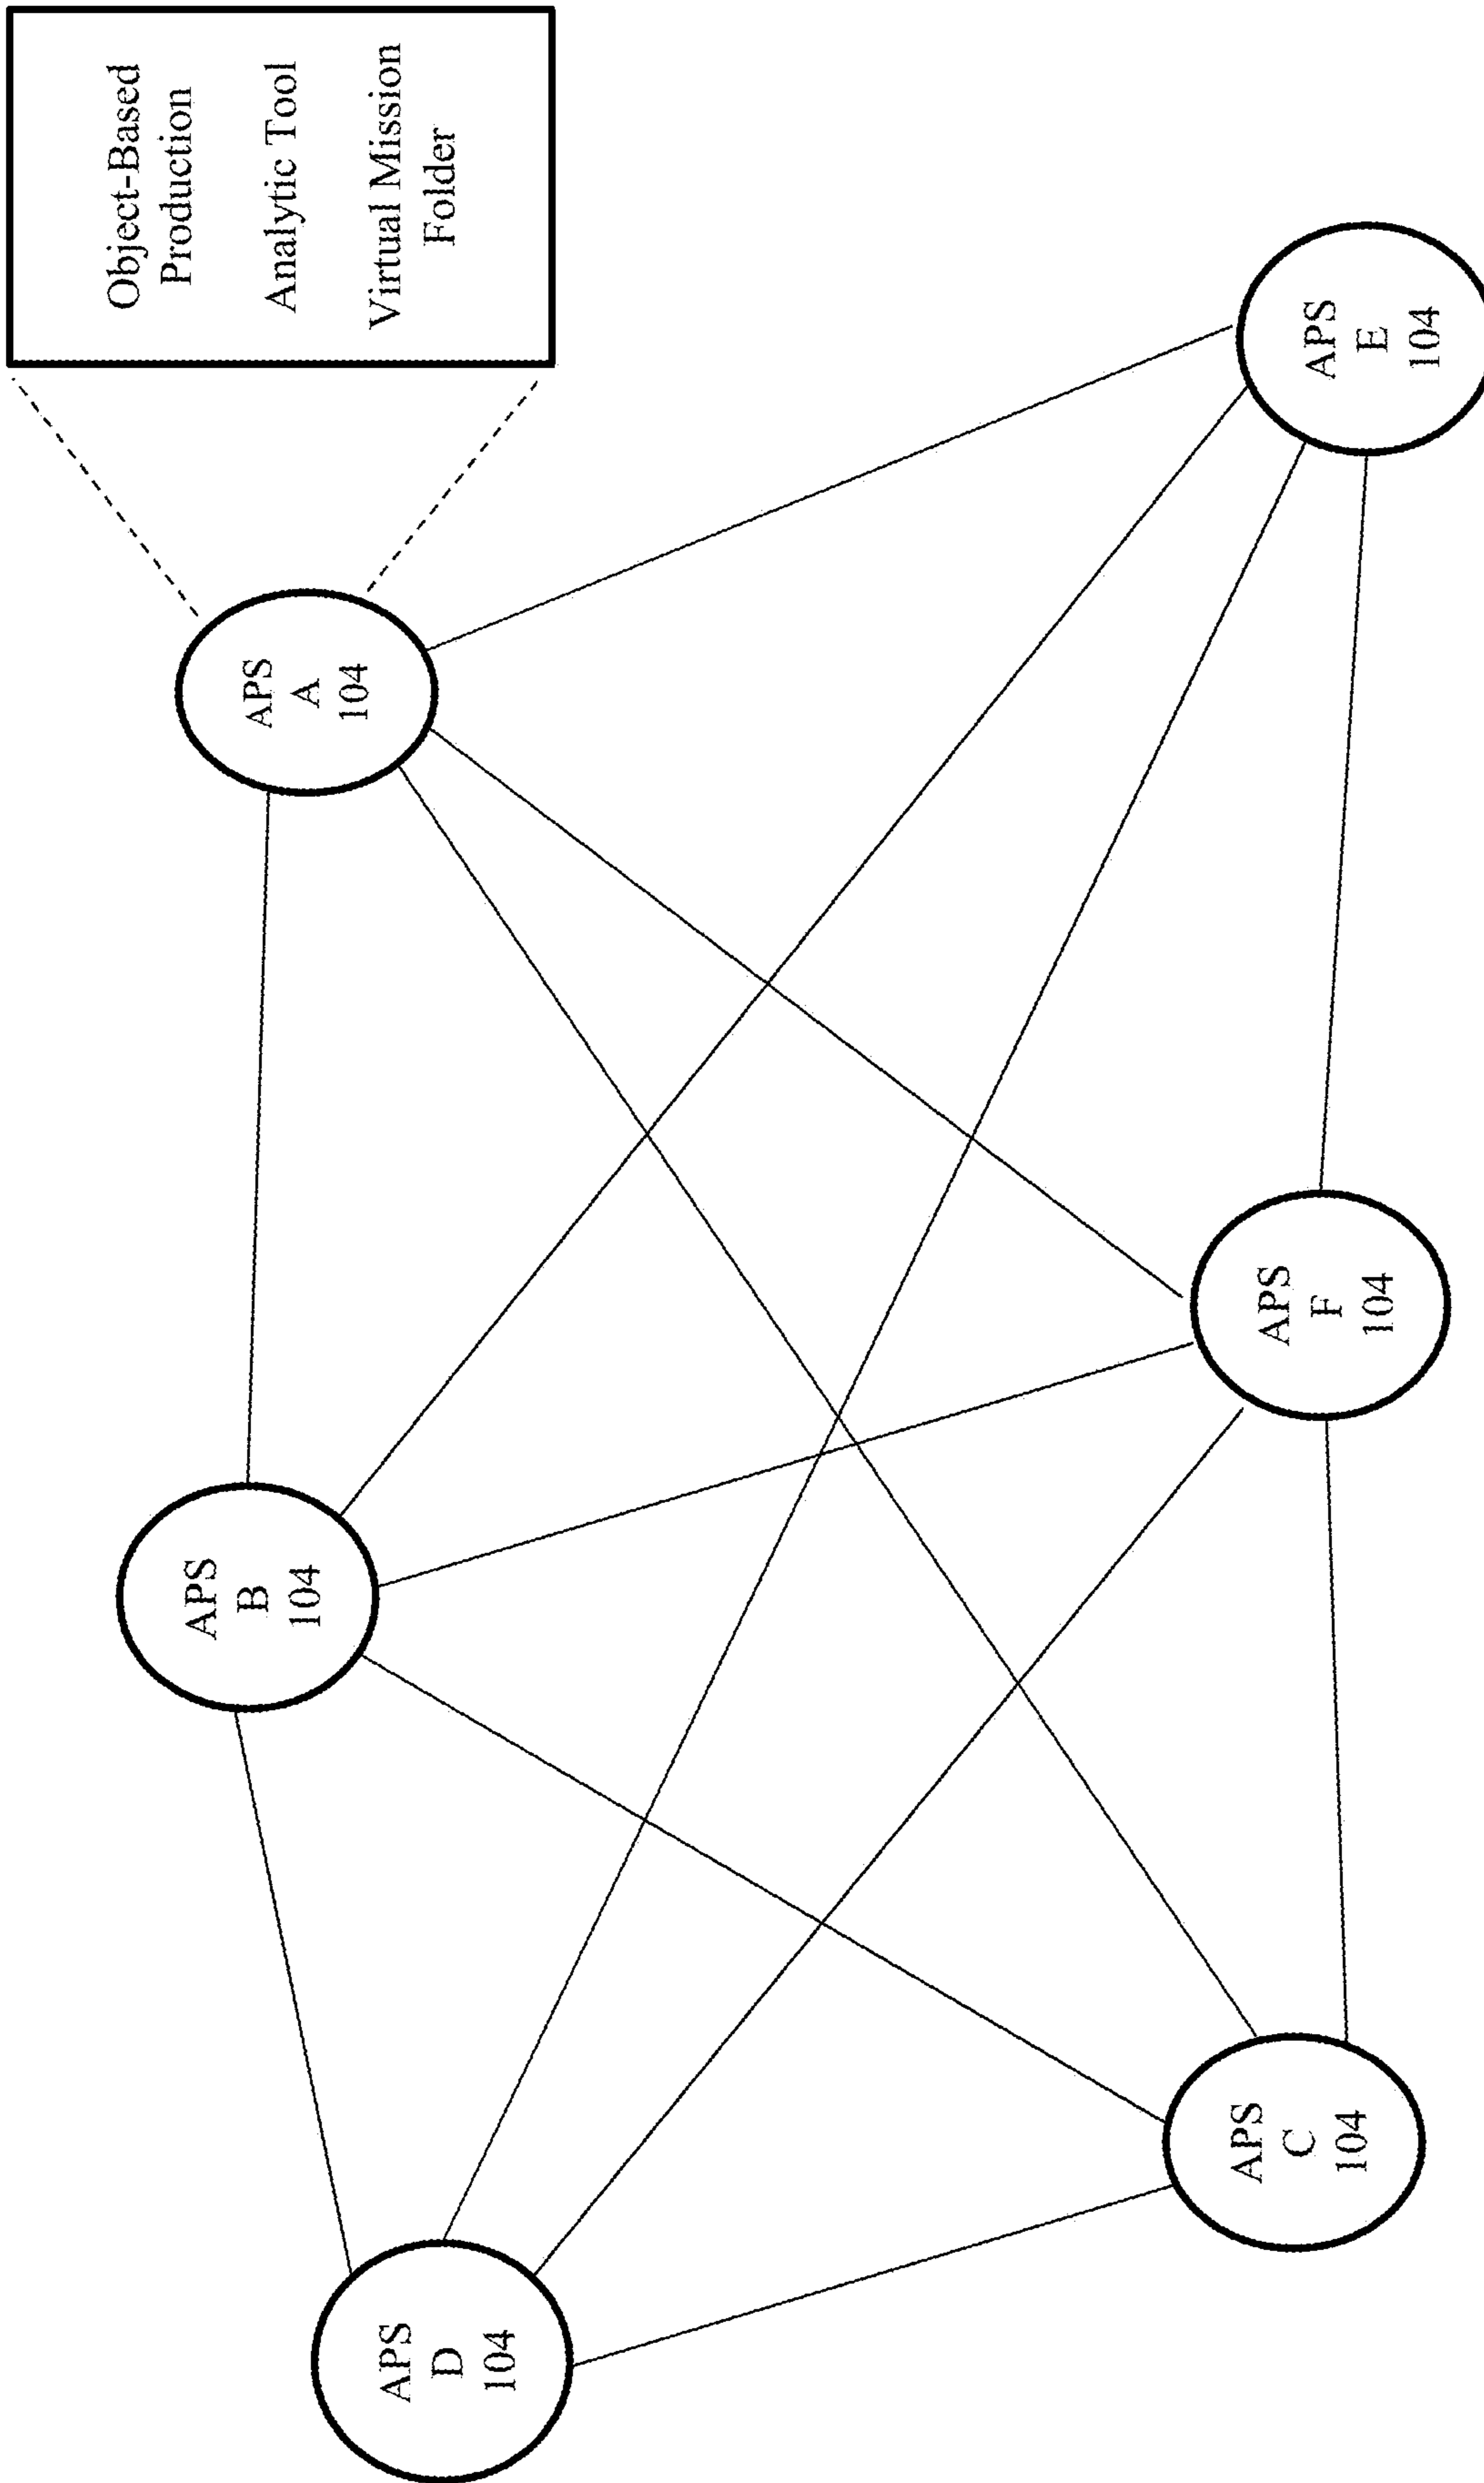 Object-Based
Production
Analytic Tool
Virtual Mission
Folder
APS
A
104
APS
B
104
APS
D
104
APS
E
104
APS
F
104
APS
C
104